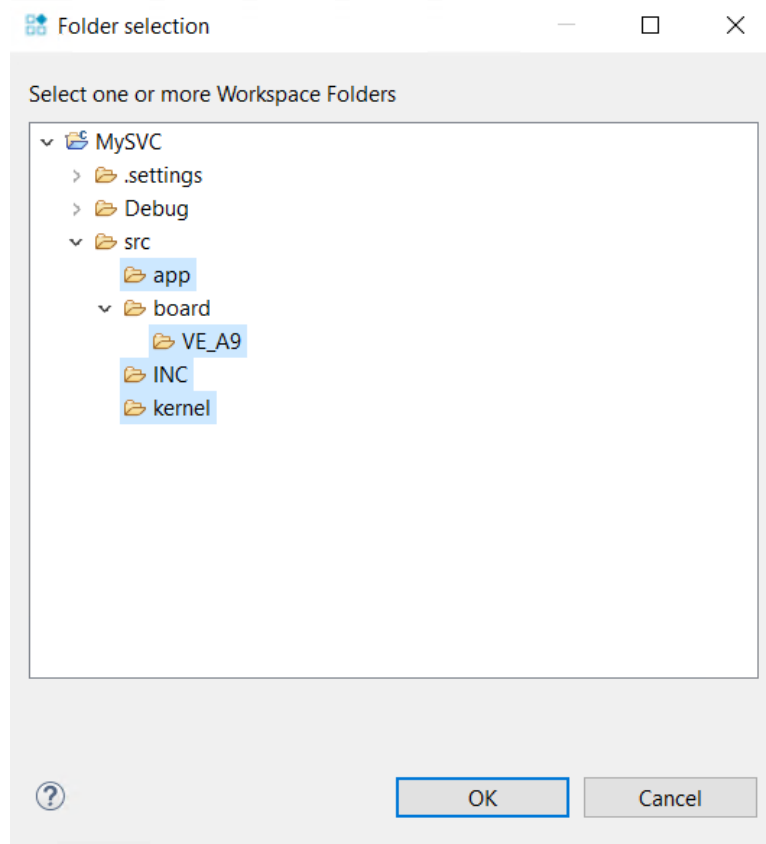 Folder selection
Select one or more Workspace Folders
MySVC
.settings
Debug
src
app
board
VE_A9
INC
kernel
?
OK
Cancel